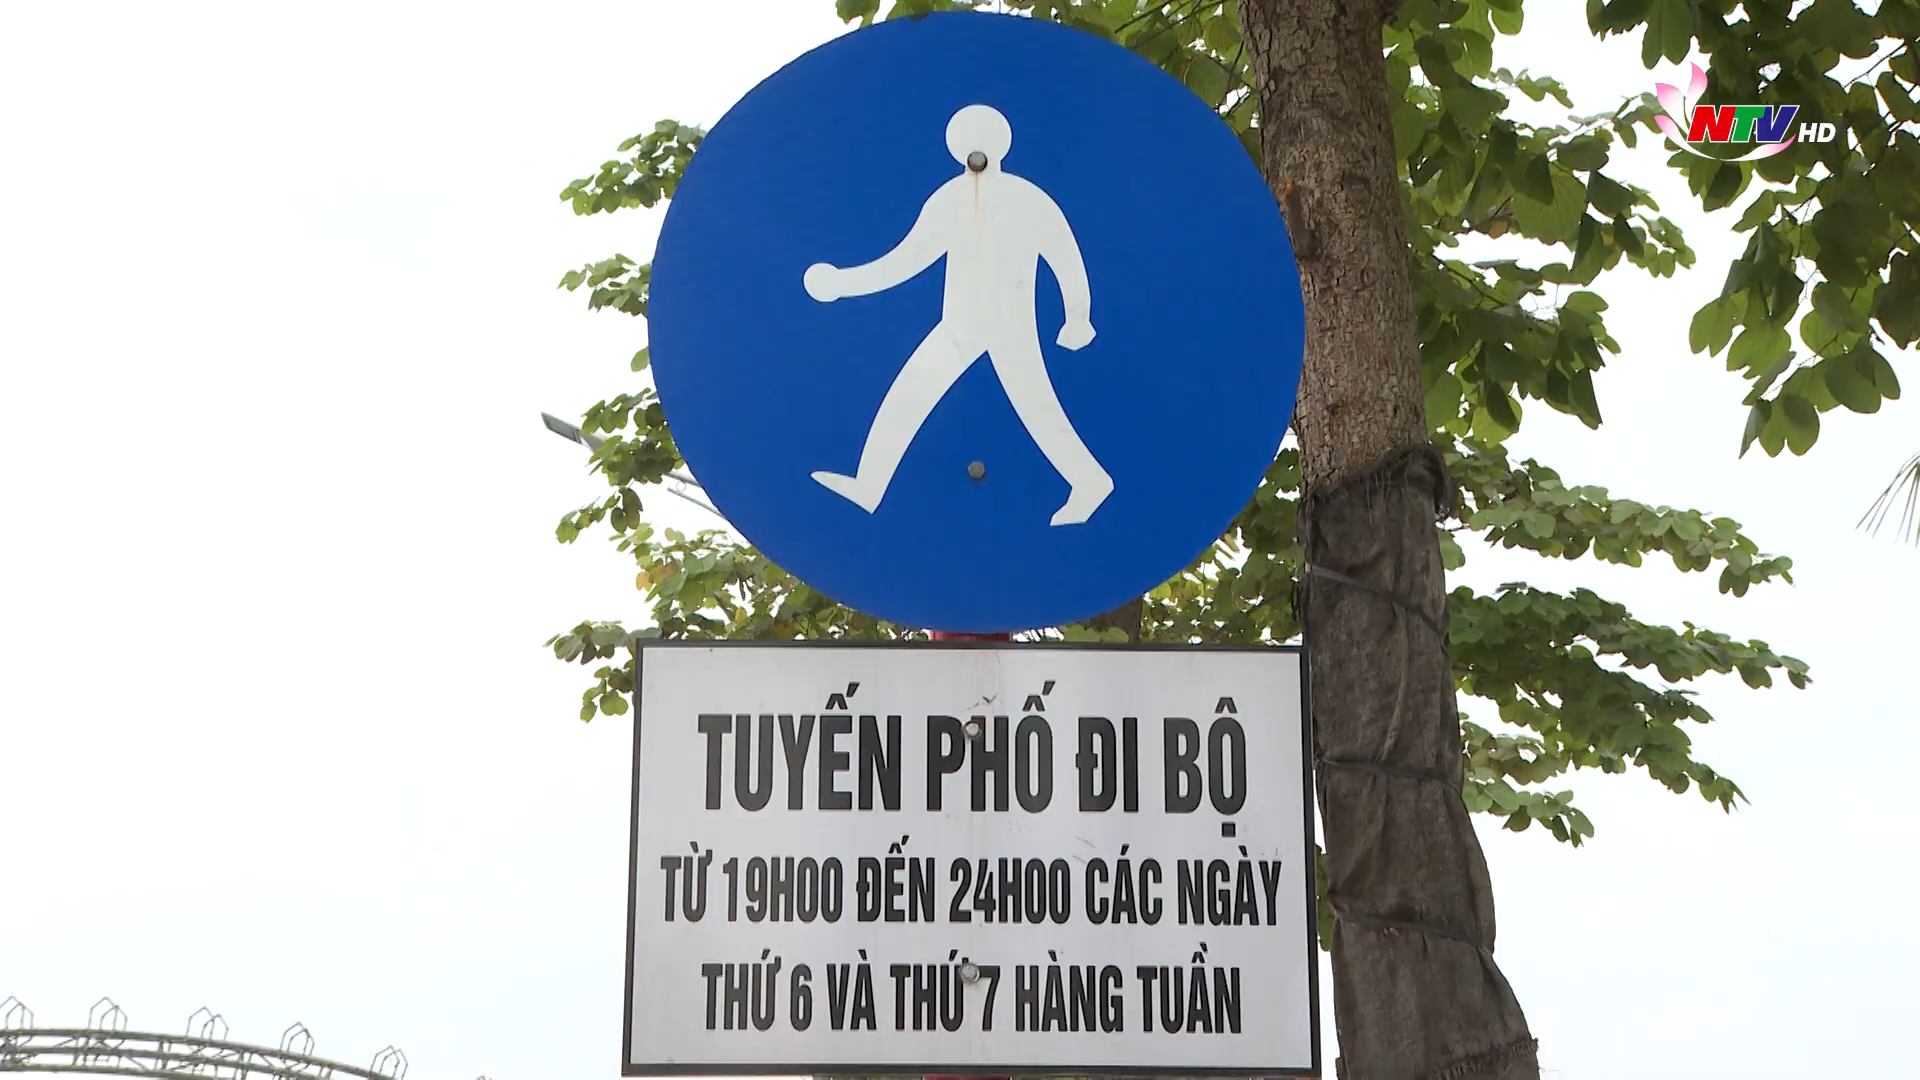 NTV HD
TUYẾN PHỐ ĐI BỘ
TỪ 19H00 ĐẾN 24H00 CÁC NGÀY
THỨ 6 VÀ THỨ 7 HÀNG TUẦN